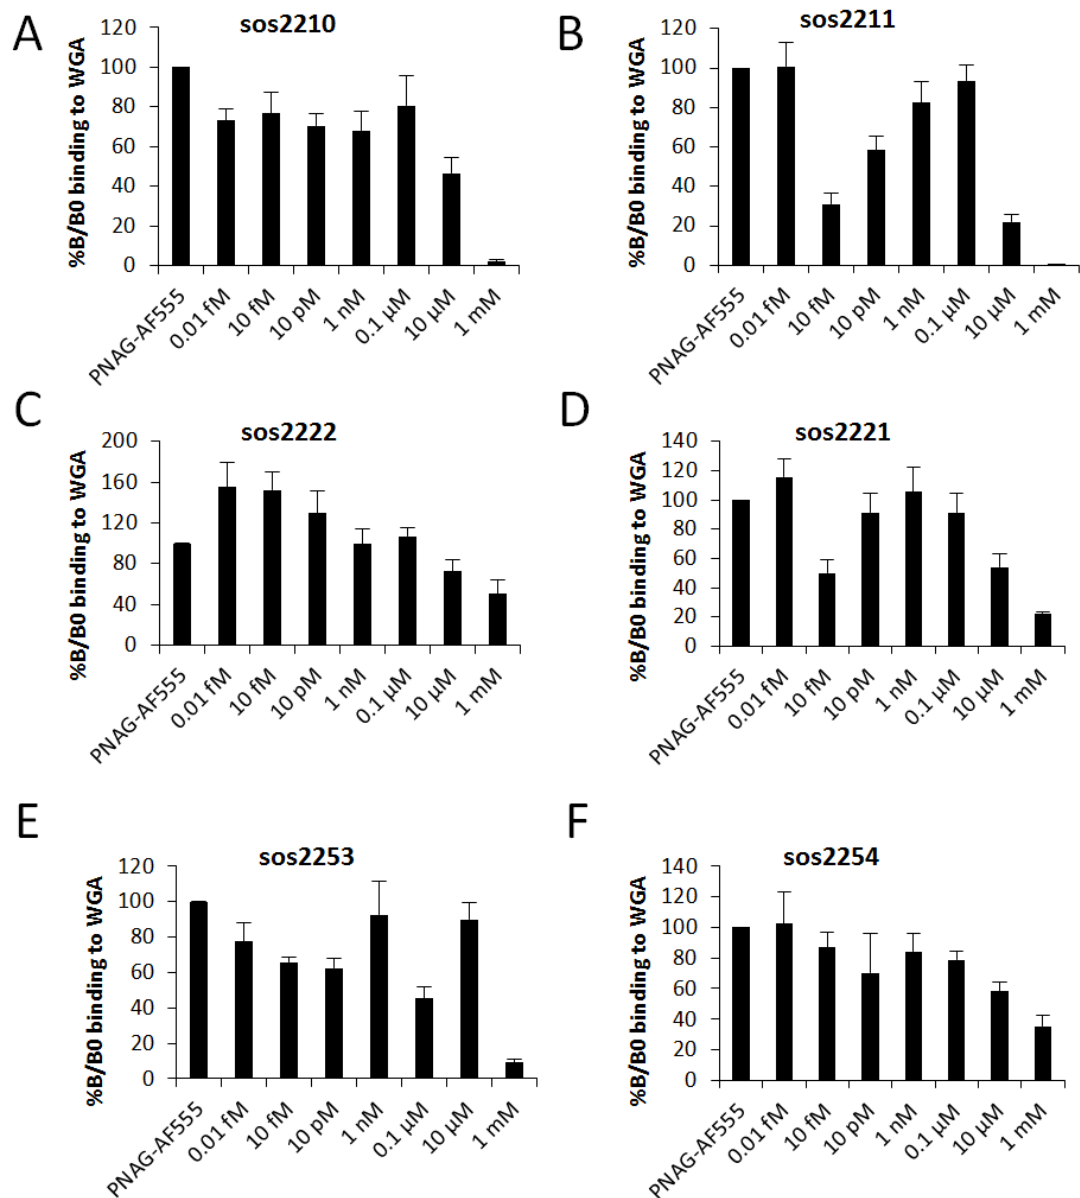 A
sos2210
%B/B0 binding to WGA
120
100
80
60
40
20
0
PNAG-AF555
0.01 fM
10 fM
10 pM
1 nM
0.1 µM
10 µM
1 mM
B
sos2211
%B/B0 binding to WGA
120
100
80
60
40
20
0
PNAG-AF555
0.01 fM
10 fM
10 pM
1 nM
0.1 µM
10 µM
1 mM
C
sos2222
%B/B0 binding to WGA
200
160
120
80
40
0
PNAG-AF555
0.01 fM
10 fM
10 pM
1 nM
0.1 µM
10 µM
1 mM
D
sos2221
%B/B0 binding to WGA
140
120
100
80
60
40
20
0
PNAG-AF555
0.01 fM
10 fM
10 pM
1 nM
0.1 µM
10 µM
1 mM
E
sos2253
%B/B0 binding to WGA
120
100
80
60
40
20
0
PNAG-AF555
0.01 fM
10 fM
10 pM
1 nM
0.1 µM
10 µM
1 mM
F
sos2254
%B/B0 binding to WGA
140
120
100
80
60
40
20
0
PNAG-AF555
0.01 fM
10 fM
10 pM
1 nM
0.1 µM
10 µM
1 mM